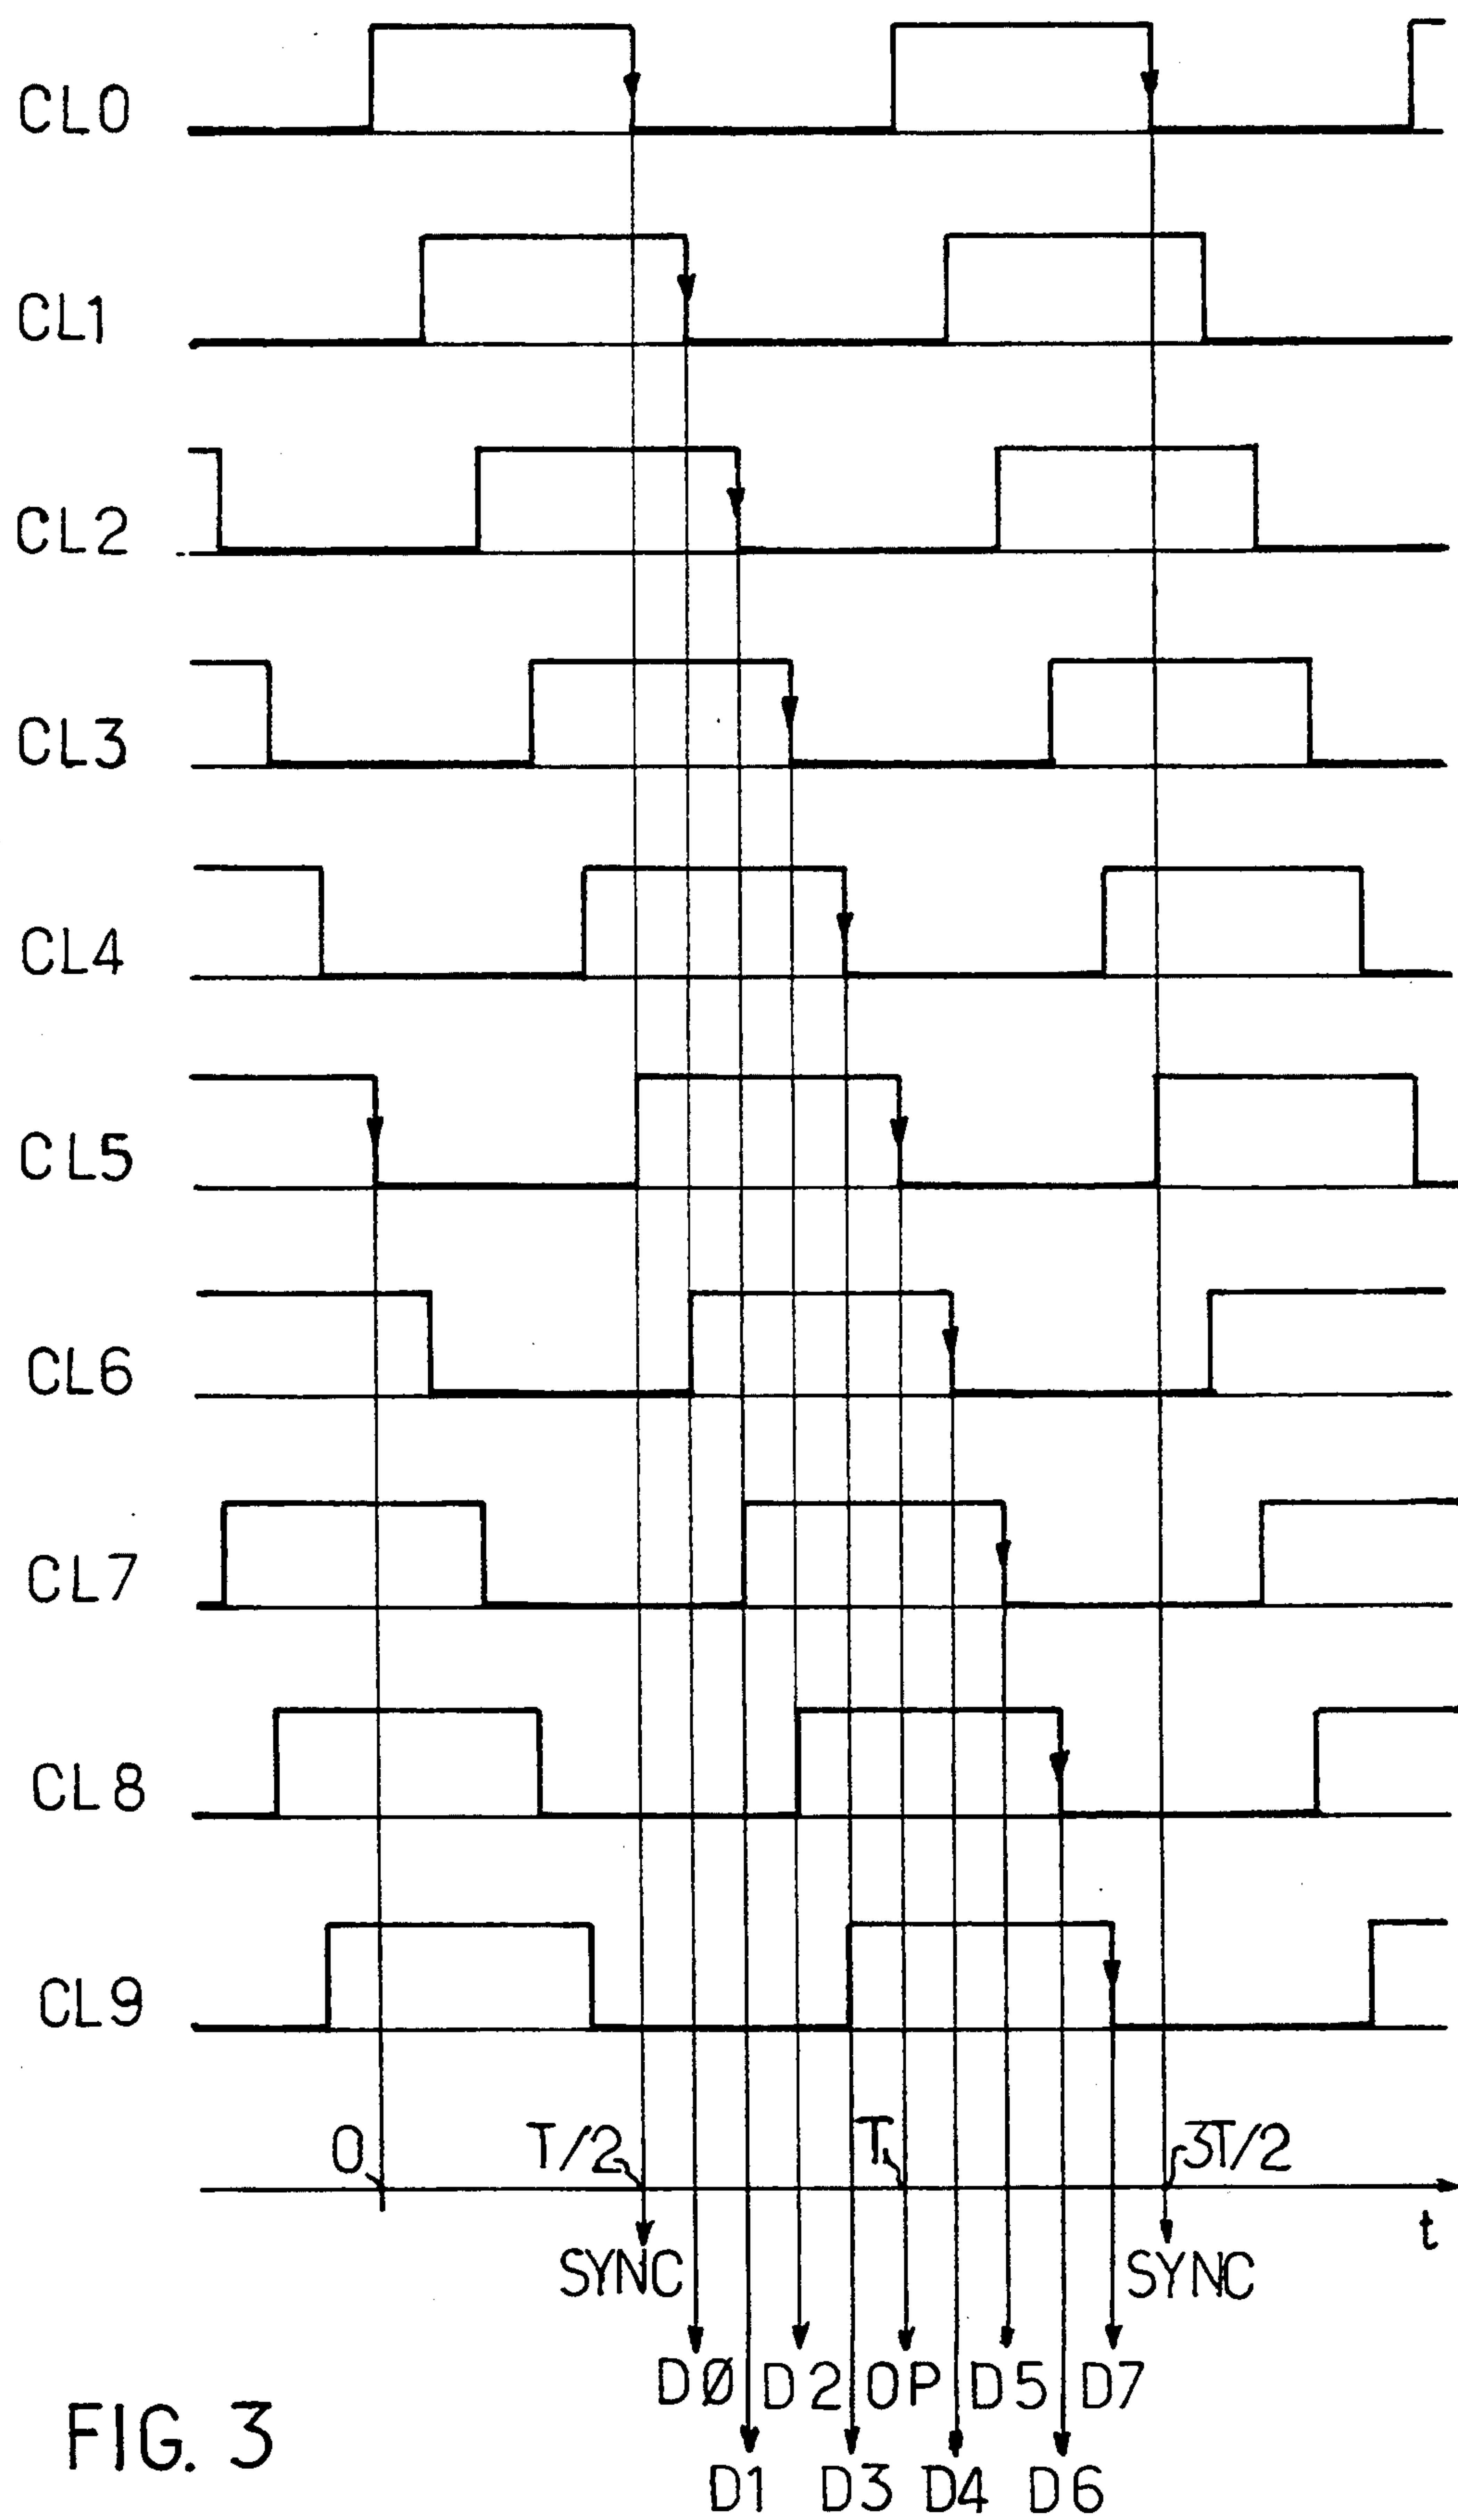 CL0
CL1
CL2
CL3
CL4
CL5
CL6
CL7
CL8
CL9
0 T/2 T 3T/2
t
SYNC SYNC
DØ D2 OP D5 D7
D1 D3 D4 D6
FIG. 3